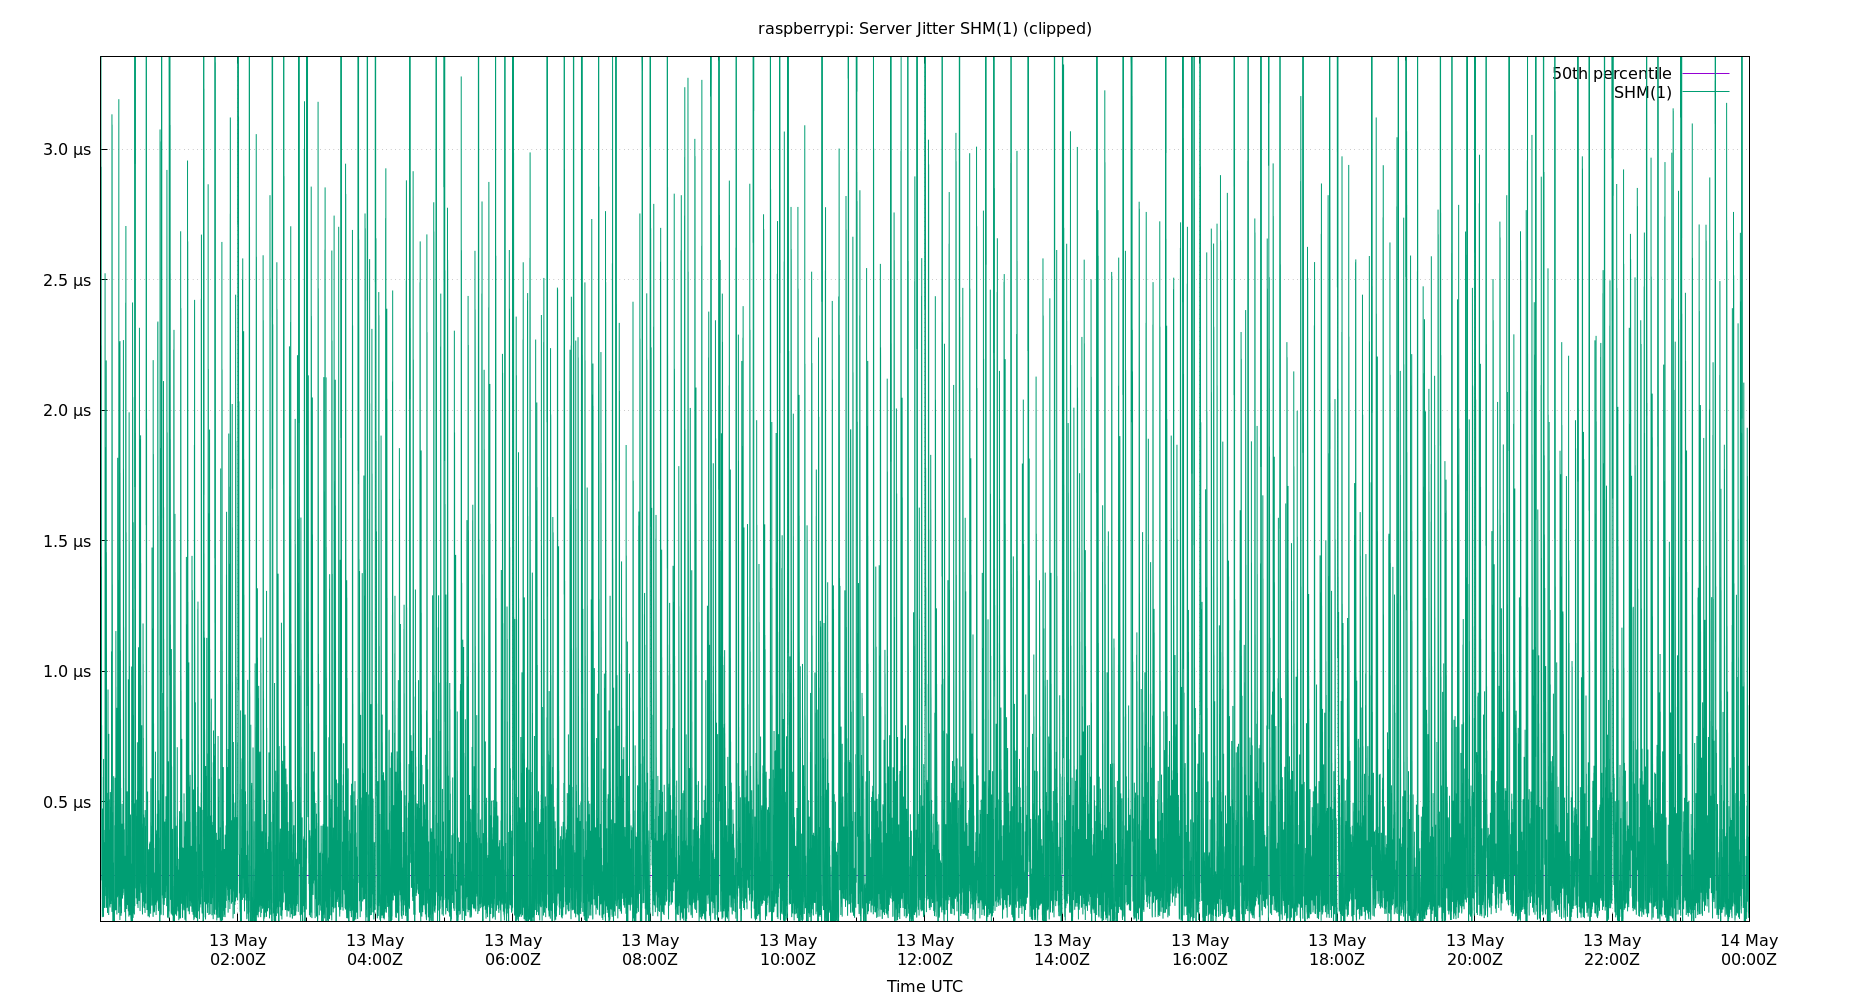 raspberrypi: Server Jitter SHM(1) (clipped)
50th percentile
SHM(1)
3.0 µs
2.5 µs
2.0 µs
1.5 µs
1.0 µs
0.5 µs
13 May 13 May 13 May 13 May 13 May 13 May 13 May 13 May 13 May 13 May 13 May 14 May
02:00Z 04:00Z 06:00Z 08:00Z 10:00Z 12:00Z 14:00Z 16:00Z 18:00Z 20:00Z 22:00Z 00:00Z
Time UTC